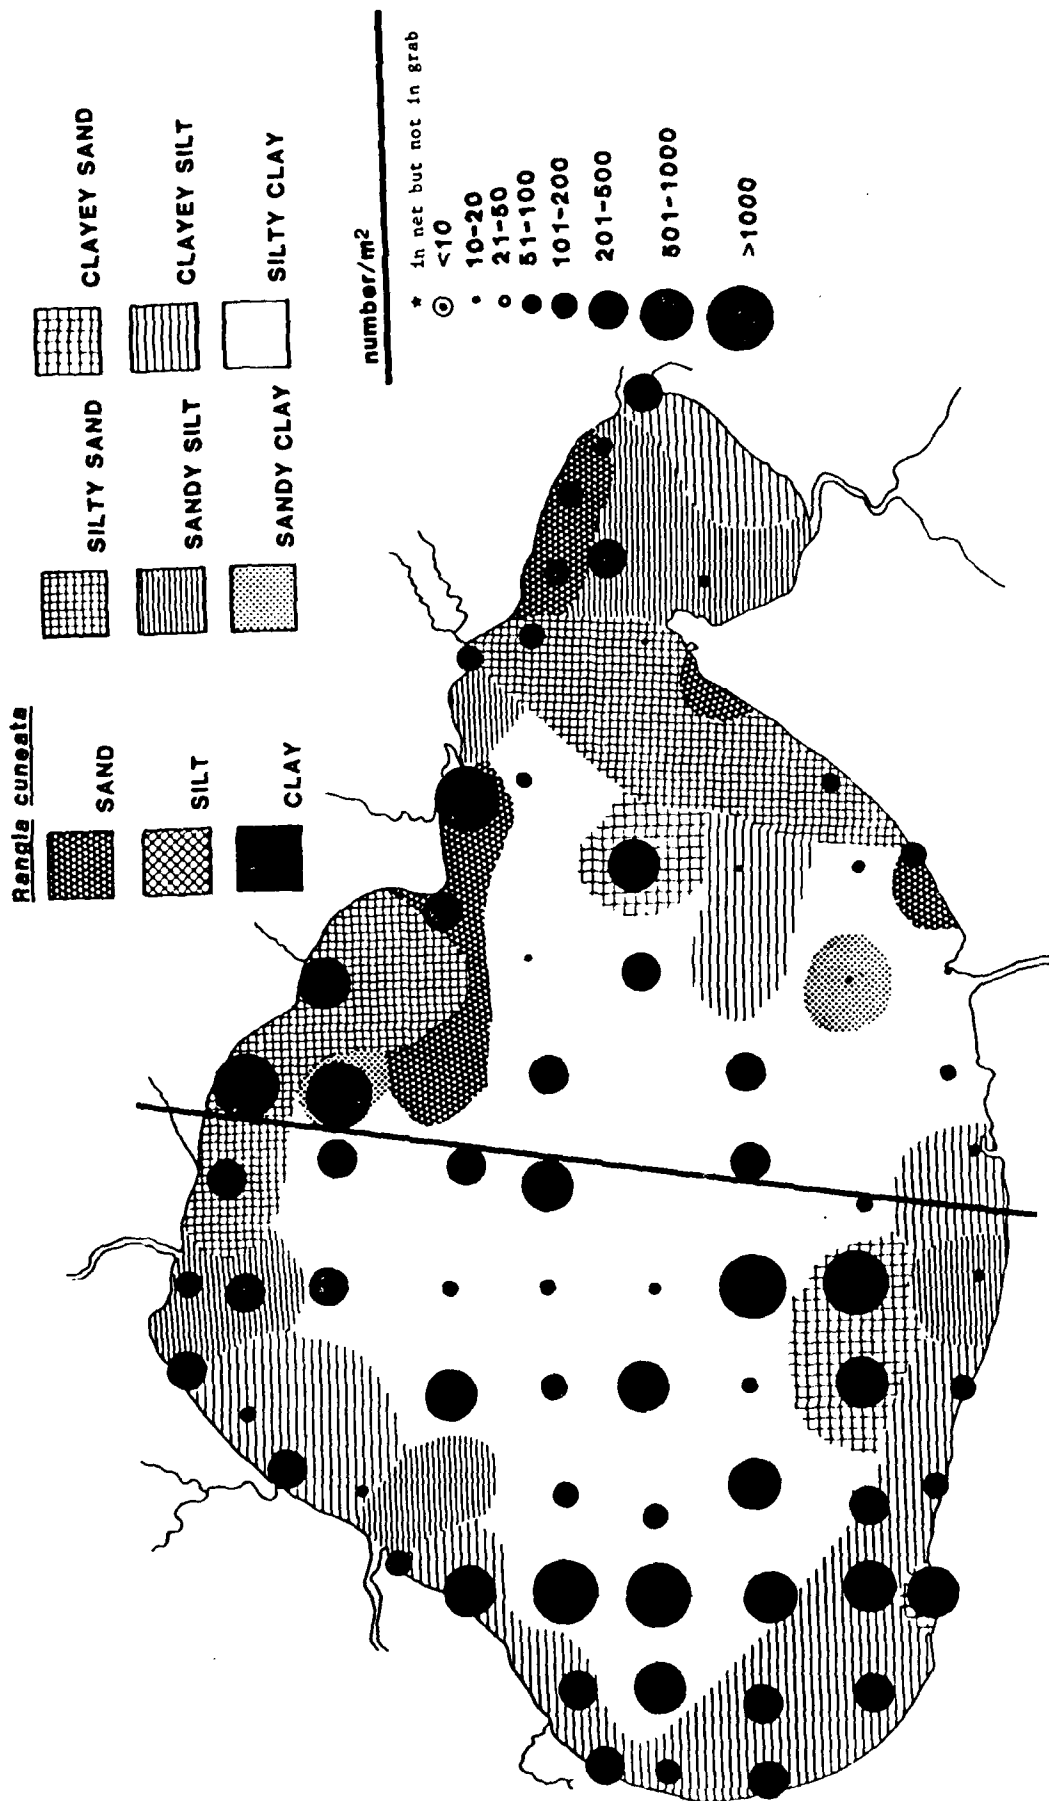 Rangia cuneata
SAND
SILT
CLAY
SILTY SAND
SANDY SILT
SANDY CLAY
CLAYEY SAND
CLAYEY SILT
SILTY CLAY
number/m²
* in net but not in grab
<10
10-20
21-50
51-100
101-200
201-500
501-1000
>1000